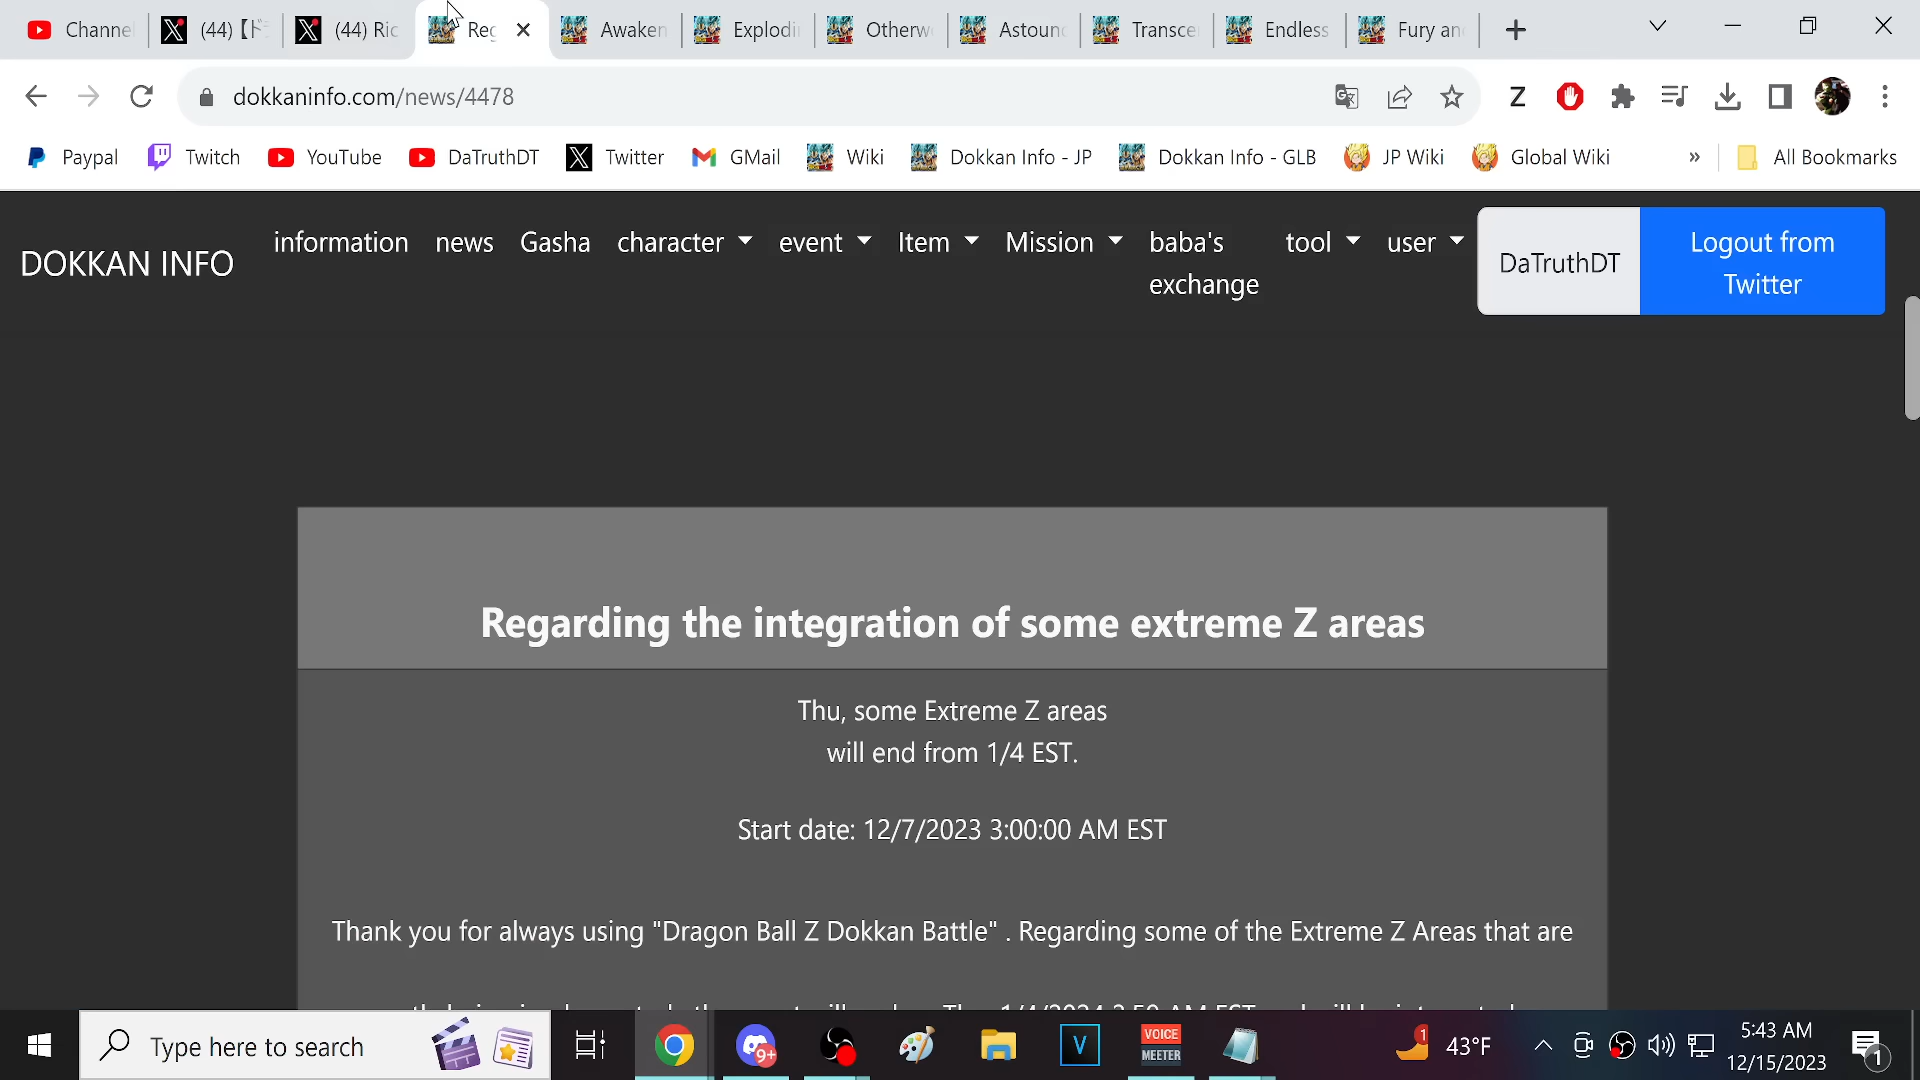 Channe (44)【ド (44) Ric Reg Awaken Explodi Otherw Astoun Transce Endless Fury an
dokkaninfo.com/news/4478
Paypal Twitch YouTube DaTruthDT Twitter GMail Wiki Dokkan Info - JP Dokkan Info - GLB JP Wiki Global Wiki » All Bookmarks
DOKKAN INFO information news Gasha character event Item Mission baba's exchange tool user DaTruthDT Logout from Twitter
Regarding the integration of some extreme Z areas
Thu, some Extreme Z areas
will end from 1/4 EST.
Start date: 12/7/2023 3:00:00 AM EST
Thank you for always using "Dragon Ball Z Dokkan Battle" . Regarding some of the Extreme Z Areas that are
Type here to search 9+ V VOICE MEETER 1 43°F 5:43 AM 1
12/15/2023